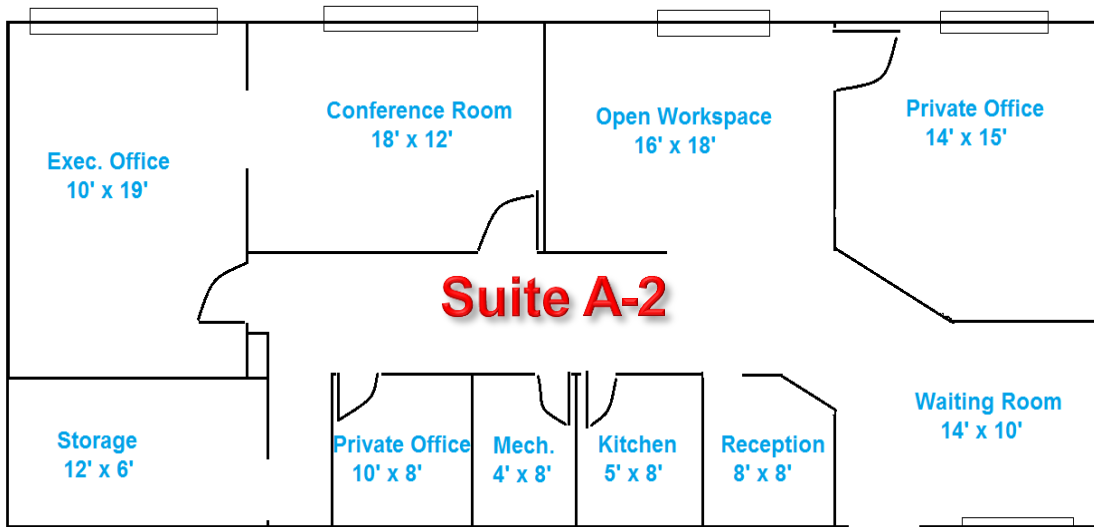 Conference Room
18' x 12'
Open Workspace
16' x 18'
Private Office
14' x 15'
Exec. Office
10' x 19'
Suite A-2
Waiting Room
14' x 10'
Storage
12' x 6'
Private Office
10' x 8'
Mech.
4' x 8'
Kitchen
5' x 8'
Reception
8' x 8'